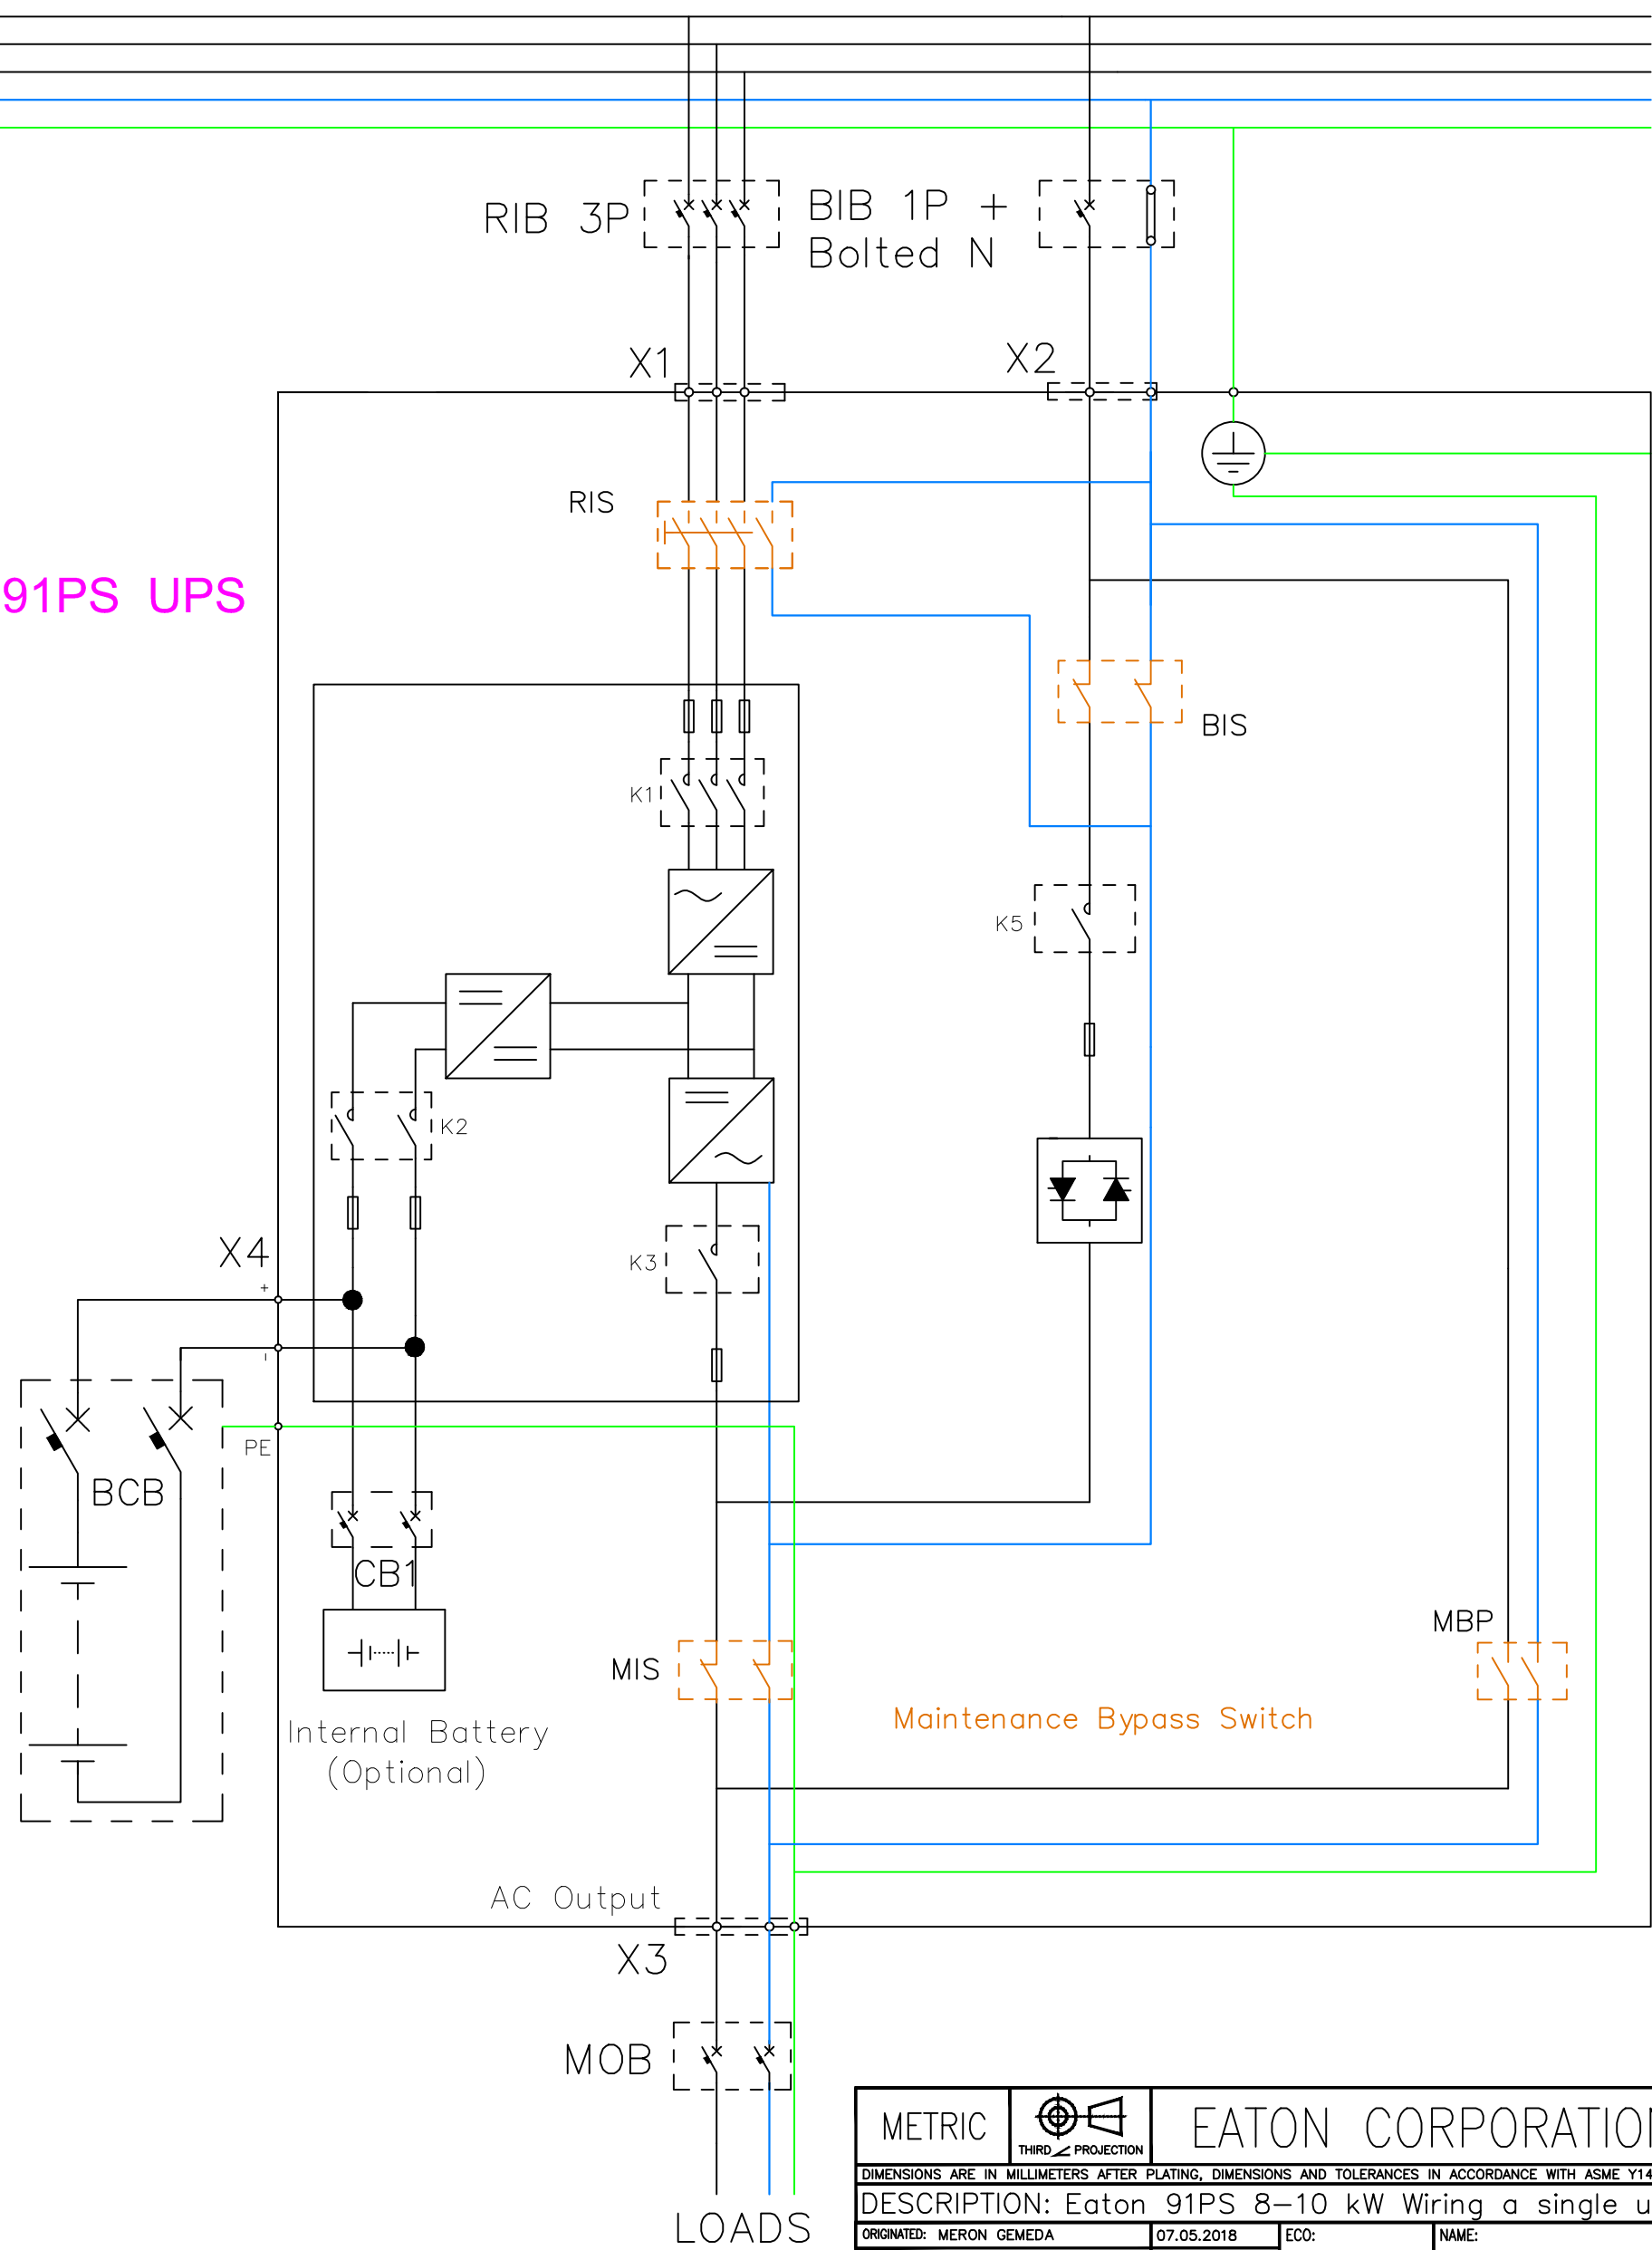 RIB 3P
BIB 1P +
Bolted N
X1
X2
RIS
91PS UPS
BIS
K1
K5
K2
X4
K3
+
-
PE
BCB
CB1
MBP
MIS
Maintenance Bypass Switch
Internal Battery
(Optional)
AC Output
X3
MOB
METRIC
THIRD PROJECTION
EATON CORPORATION
DIMENSIONS ARE IN MILLIMETERS AFTER PLATING, DIMENSIONS AND TOLERANCES IN ACCORDANCE WITH ASME Y14
DESCRIPTION: Eaton 91PS 8-10 kW Wiring a single u
LOADS
ORIGINATED: MERON GEMEDA
07.05.2018
ECO:
NAME: